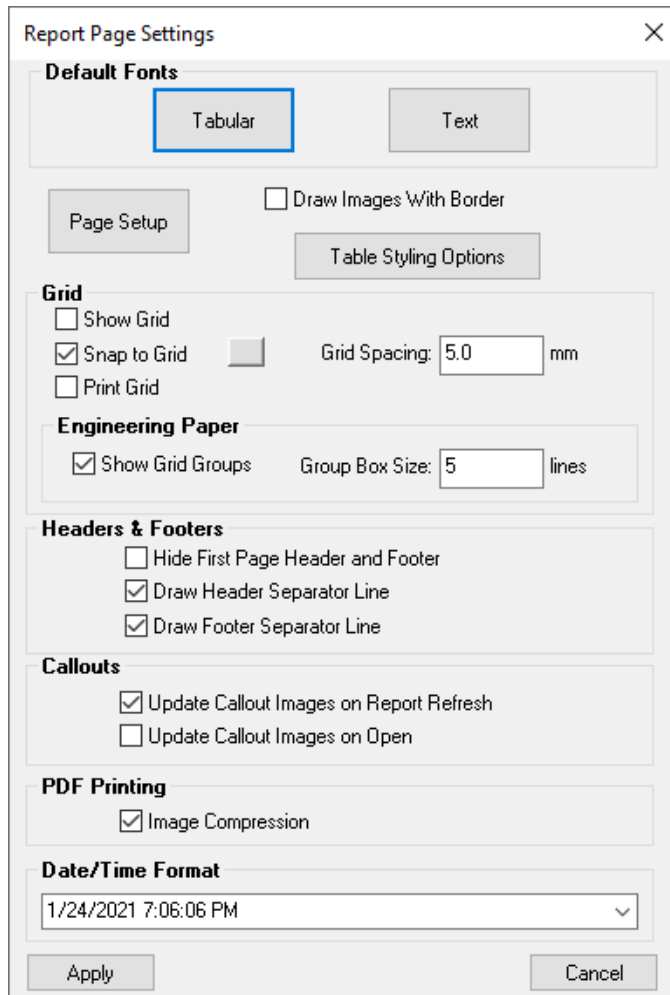 Report Page Settings
Default Fonts
Tabular
Text
Page Setup
Draw Images With Border
Table Styling Options
Grid
Show Grid
Snap to Grid
Grid Spacing: 5.0 mm
Print Grid
Engineering Paper
Show Grid Groups
Group Box Size: 5 lines
Headers & Footers
Hide First Page Header and Footer
Draw Header Separator Line
Draw Footer Separator Line
Callouts
Update Callout Images on Report Refresh
Update Callout Images on Open
PDF Printing
Image Compression
Date/Time Format
1/24/2021 7:06:06 PM
Apply
Cancel